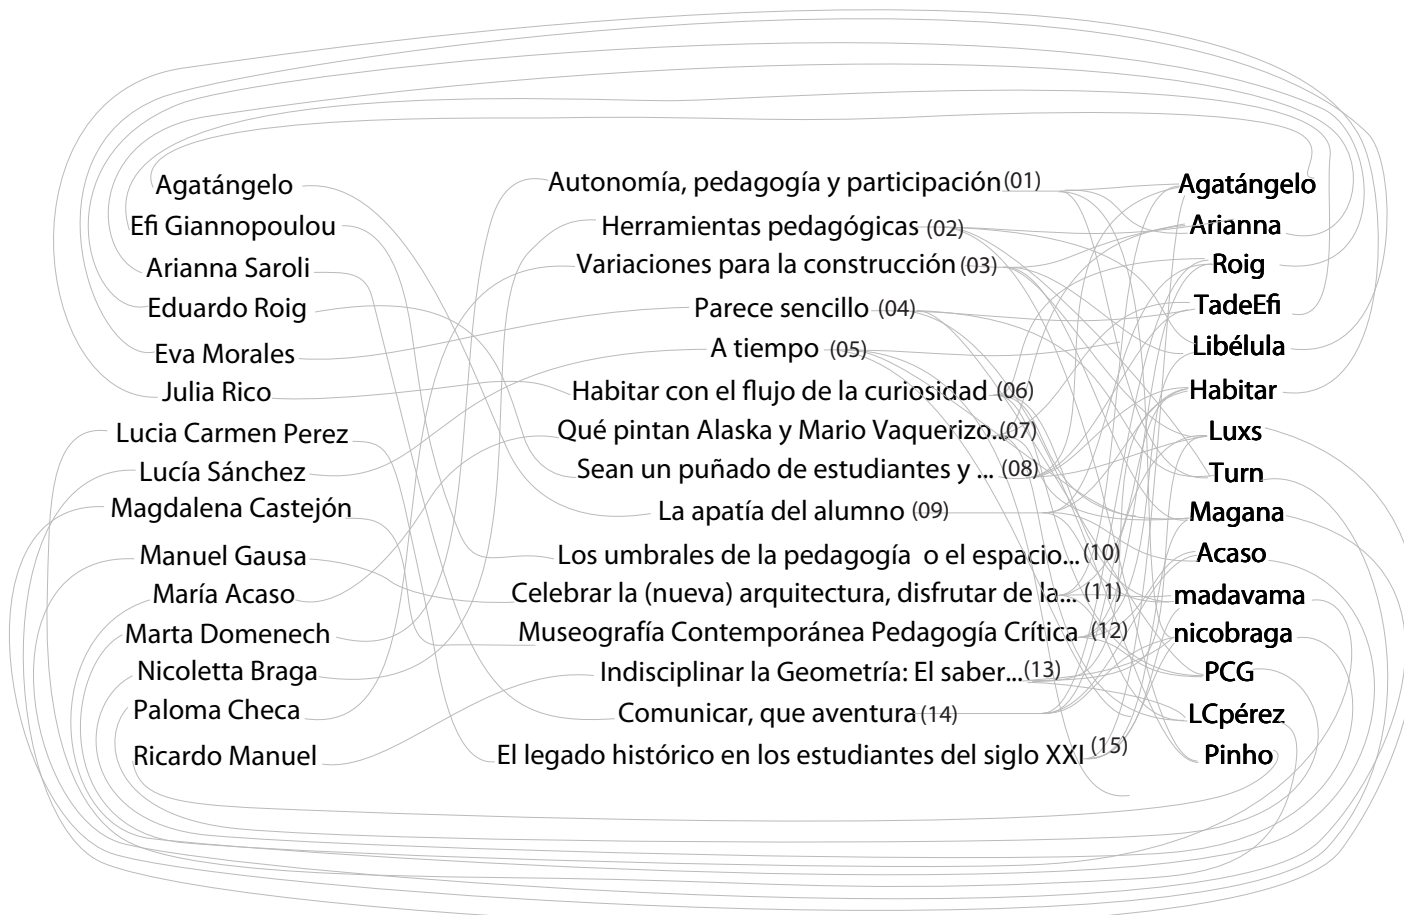 Agatángelo
Efi Giannopoulou
Arianna Saroli
Eduardo Roig
Eva Morales
Julia Rico
Lucia Carmen Perez
Lucía Sánchez
Magdalena Castejón
Manuel Gausa
María Acaso
Marta Domenech
Nicoletta Braga
Paloma Checa
Ricardo Manuel
Autonomía, pedagogía y participación (01)
Herramientas pedagógicas (02)
Variaciones para la construcción (03)
Parece sencillo (04)
A tiempo (05)
Habitar con el flujo de la curiosidad (06)
Qué pintan Alaska y Mario Vaquerizo... (07)
Sean un puñado de estudiantes y ... (08)
La apatía del alumno (09)
Los umbrales de la pedagogía o el espacio... (10)
Celebrar la (nueva) arquitectura, disfrutar de la... (11)
Museografía Contemporánea Pedagogía Crítica (12)
Indisciplinar la Geometría: El saber... (13)
Comunicar, que aventura (14)
El legado histórico en los estudiantes del siglo XXI (15)
Agatángelo
Arianna
Roig
TadeEfi
Libélula
Habitar
Luxs
Turn
Magana
Acaso
madavama
nicobraga
PCG
LCpérez
Pinho